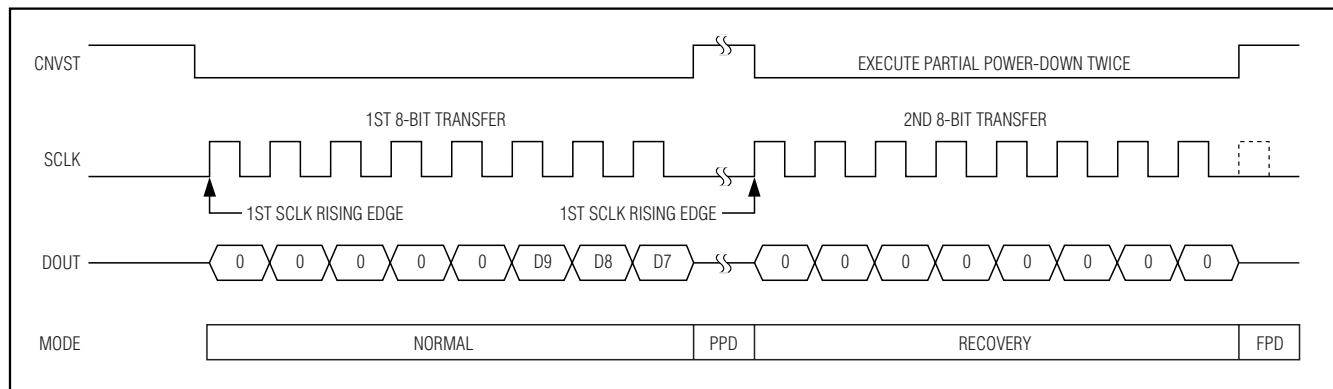 CNVST
EXECUTE PARTIAL POWER-DOWN TWICE
1ST 8-BIT TRANSFER
2ND 8-BIT TRANSFER
SCLK
1ST SCLK RISING EDGE
1ST SCLK RISING EDGE
DOUT
0 0 0 0 0 D9 D8 D7 0 0 0 0 0 0 0 0
MODE
NORMAL
PPD
RECOVERY
FPD